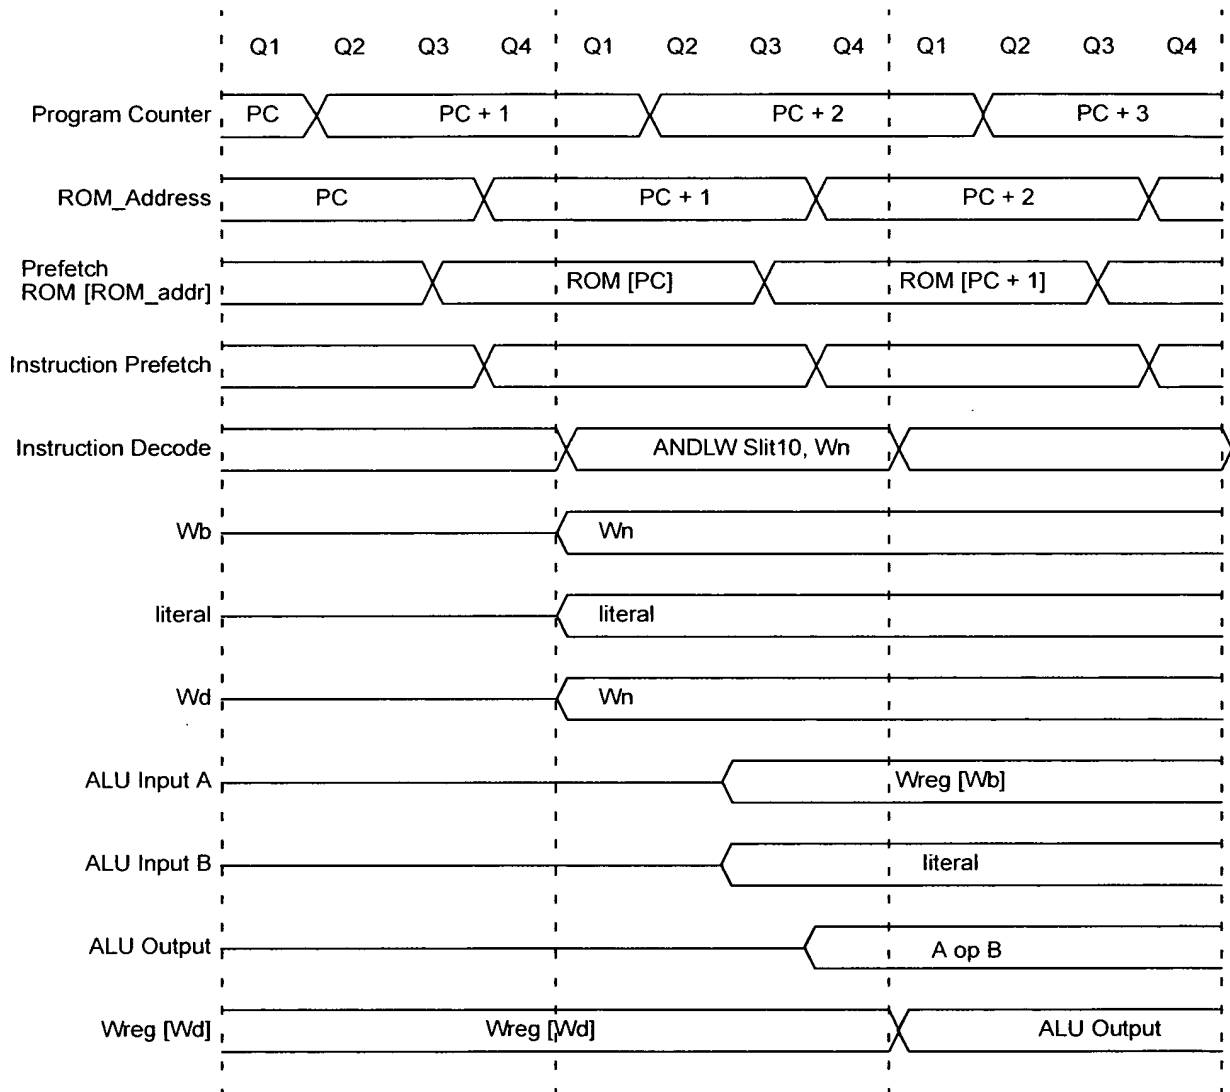 Q1 Q2 Q3 Q4 Q1 Q2 Q3 Q4 Q1 Q2 Q3 Q4
Program Counter PC PC + 1 PC + 2 PC + 3
ROM_Address PC PC + 1 PC + 2
Prefetch
ROM [ROM_addr] ROM [PC] ROM [PC + 1]
Instruction Prefetch
Instruction Decode ANDLW Slit10, Wn
Wb Wn
literal literal
Wd Wn
ALU Input A Wreg [Wb]
ALU Input B literal
ALU Output A op B
Wreg [Wd] Wreg [Wd] ALU Output